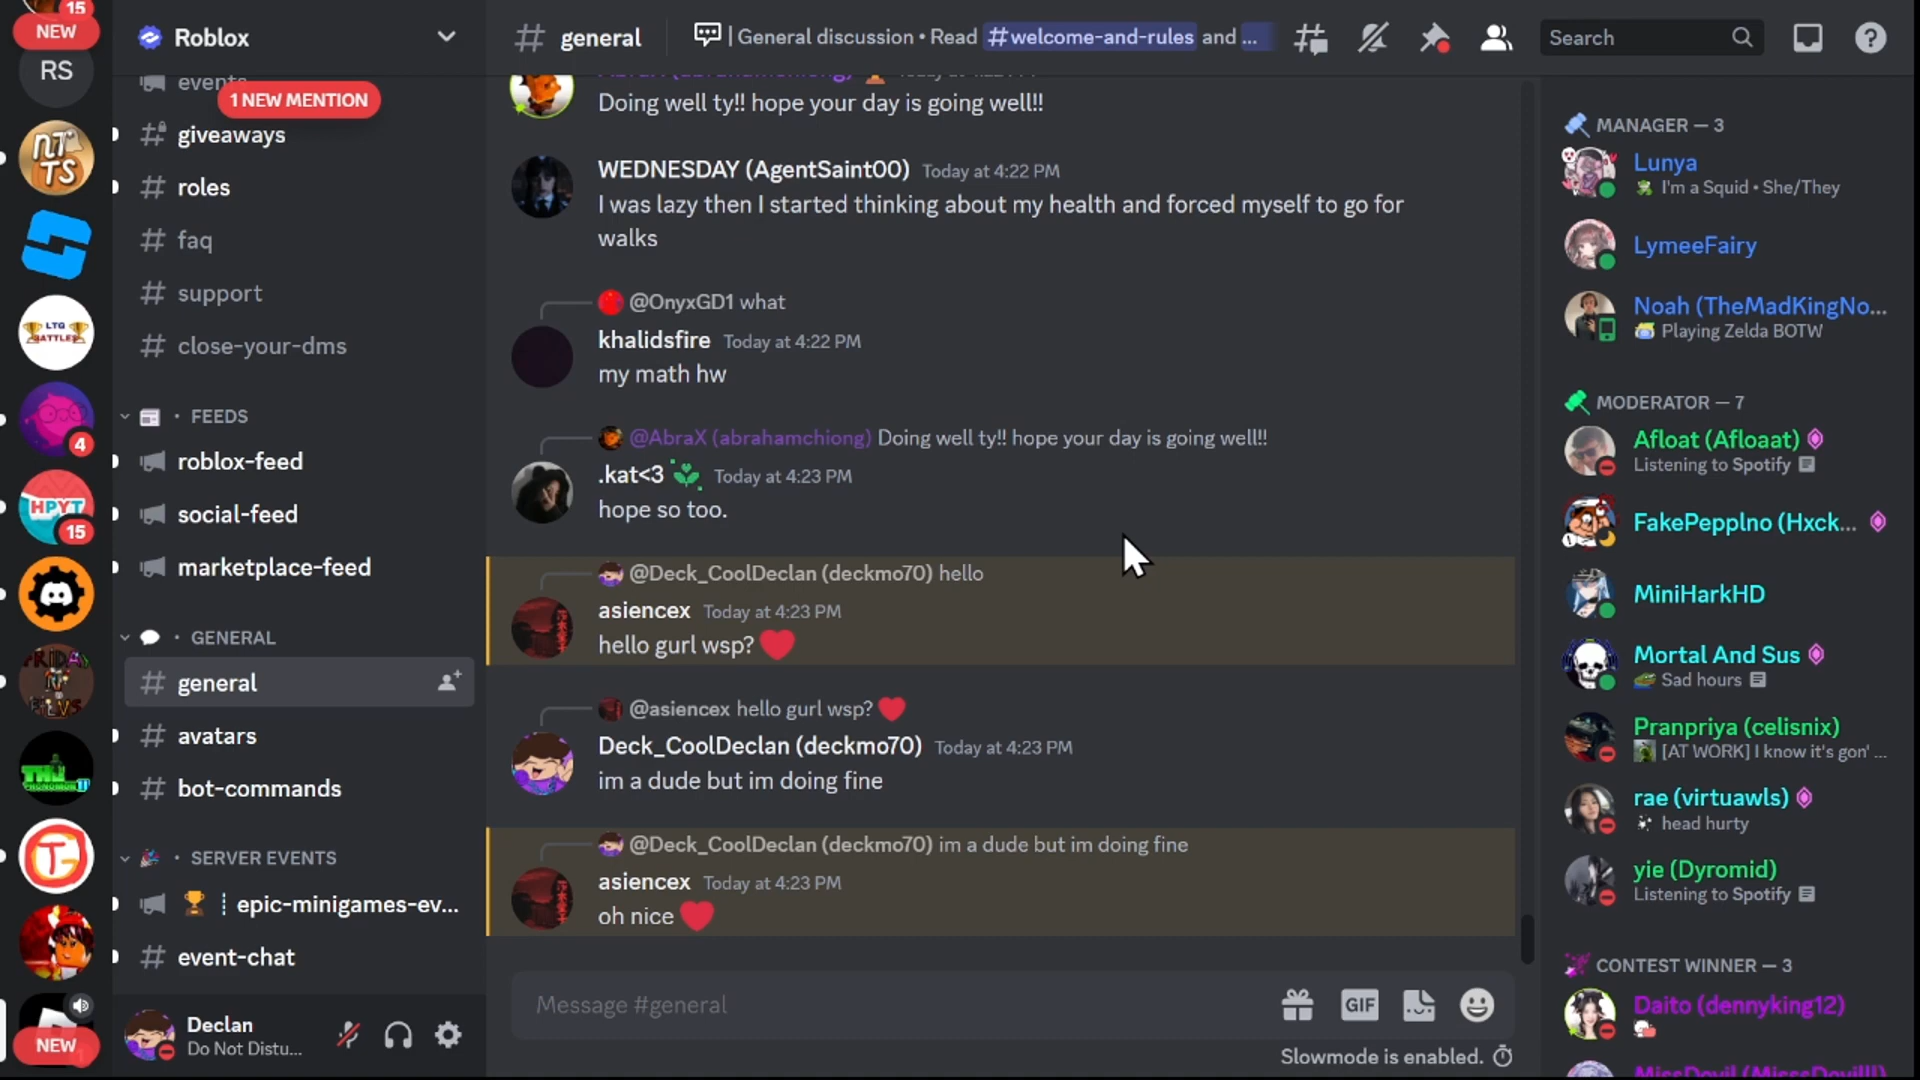 15
NEW
RS
NT
TS
LTG
BATTLES
4
HPYT
15
TG
NEW
Roblox
events
1 NEW MENTION
giveaways
roles
faq
support
close-your-dms
FEEDS
roblox-feed
social-feed
marketplace-feed
GENERAL
general
avatars
bot-commands
SERVER EVENTS
epic-minigames-ev...
event-chat
Declan
Do Not Distu...
general
| General discussion • Read #welcome-and-rules and ...
Search
Doing well ty!! hope your day is going well!!
WEDNESDAY (AgentSaint00) Today at 4:22 PM
I was lazy then I started thinking about my health and forced myself to go for
walks
@OnyxGD1 what
khalidsfire Today at 4:22 PM
my math hw
@AbraX (abrahamchiong) Doing well ty!! hope your day is going well!!
.kat<3 Today at 4:23 PM
hope so too.
@Deck_CoolDeclan (deckmo70) hello
asiencex Today at 4:23 PM
hello gurl wsp? ❤️
@asiencex hello gurl wsp? ❤️
Deck_CoolDeclan (deckmo70) Today at 4:23 PM
im a dude but im doing fine
@Deck_CoolDeclan (deckmo70) im a dude but im doing fine
asiencex Today at 4:23 PM
oh nice ❤️
Message #general
GIF
Slowmode is enabled.
MANAGER — 3
Lunya
I'm a Squid • She/They
LymeeFairy
Noah (TheMadKingNo...
Playing Zelda BOTW
MODERATOR — 7
Afloat (Afloaat)
Listening to Spotify
FakePepplno (Hxck...
MiniHarkHD
Mortal And Sus
Sad hours
Pranpriya (celisnix)
[AT WORK] I know it's gon' ...
rae (virtuawls)
head hurty
yie (Dyromid)
Listening to Spotify
CONTEST WINNER — 3
Daito (dennyking12)